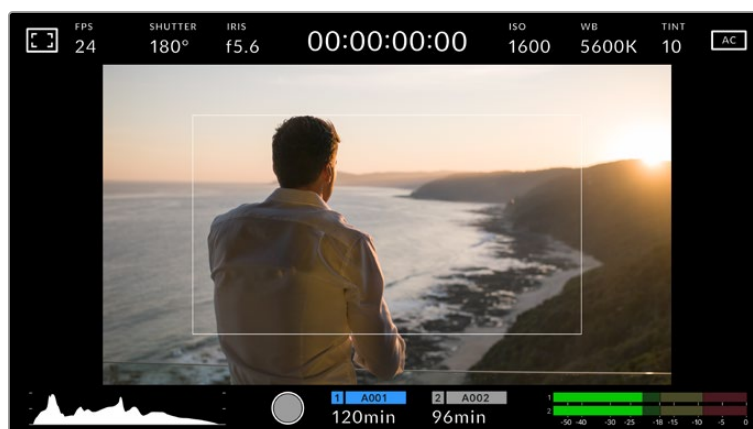 FPS SHUTTER IRIS ISO WB TINT
24 180° f5.6 00:00:00:00 1600 5600K 10 AC
1 A001 2 A002
120min 96min
1
2
-50 -40 -30 -25 -18 -15 -10 -5 0